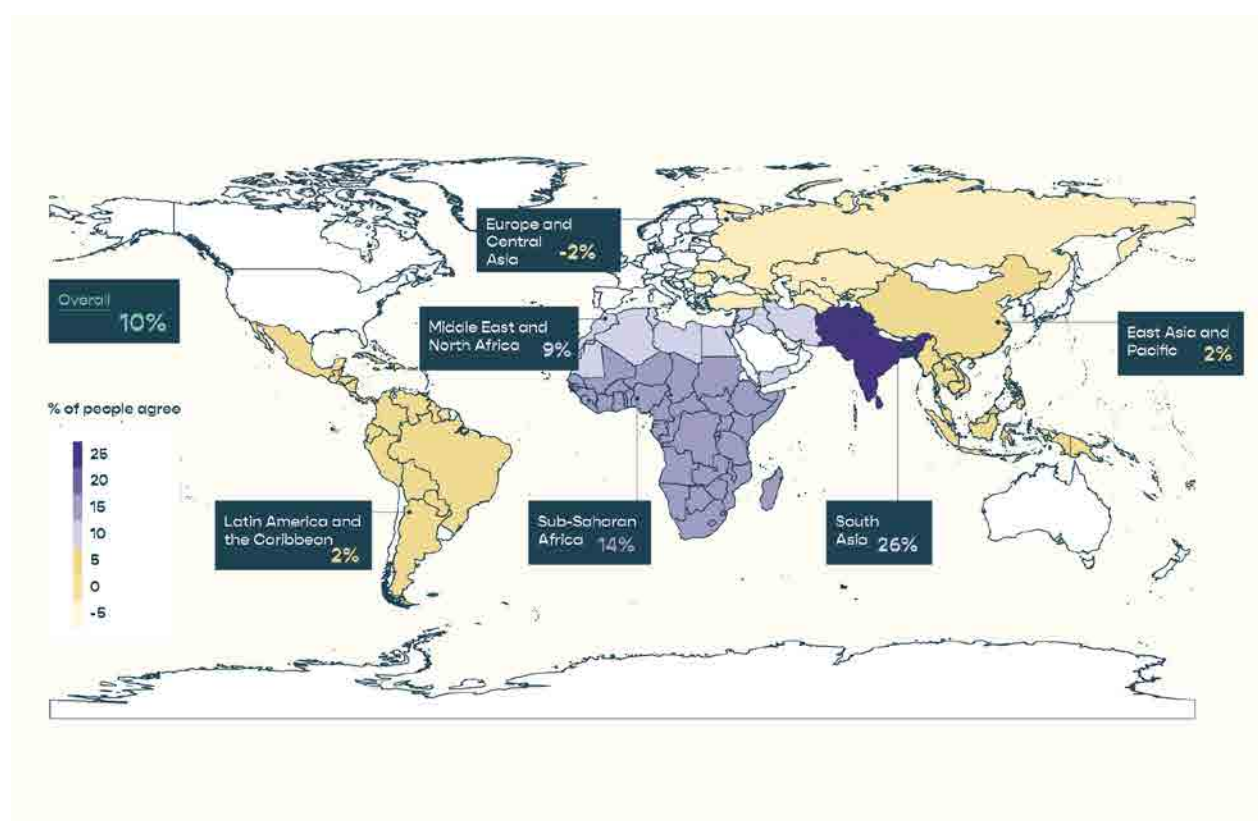 Europe and
Central
Asia -2%
Overall
10%
Middle East and
North Africa 9%
East Asia and
Pacific 2%
% of people agree
25
20
15
10
5
0
-5
Latin America and
the Caribbean
2%
Sub-Saharan
Africa 14%
South
Asia 26%